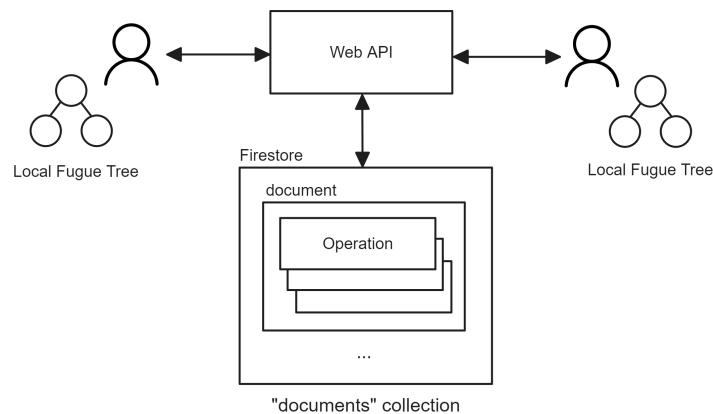 Web API
Local Fugue Tree
Local Fugue Tree
Firestore
document
Operation
...
"documents" collection